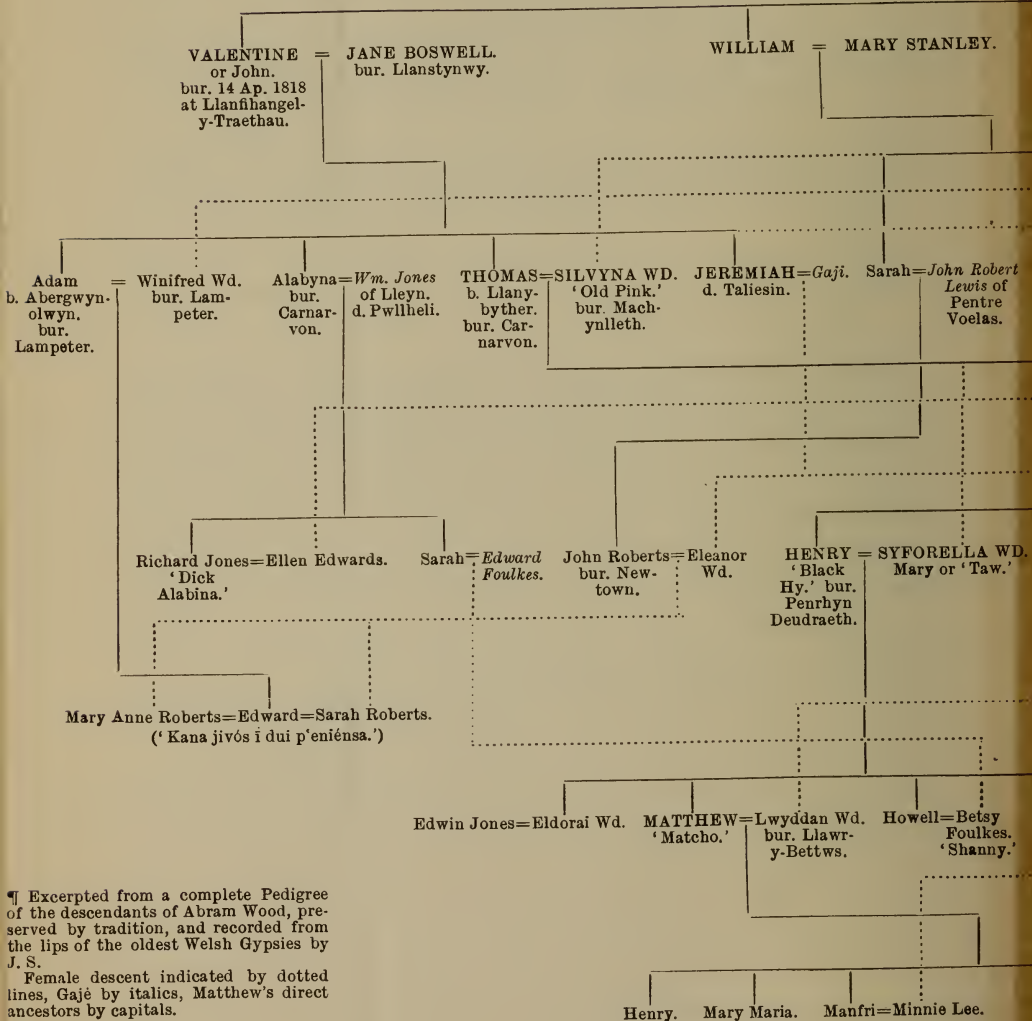 VALENTINE = JANE BOSWELL.
or John. bur. Llanstynwy.
bur. 14 Ap. 1818
at Llanfihangel-
y-Traethau.
WILLIAM = MARY STANLEY.
Adam = Winifred Wd.
b. Abergwyn- bur. Lam-
olwyn. peter.
bur.
Lampeter.
Alabyna=Wm. Jones
bur. of Lleyn.
Carnar- d. Pwllheli.
von.
THOMAS=SILVYNA WD.
b. Llany- 'Old Pink.'
byther. bur. Mach-
bur. Car- ynlleth.
narvon.
JEREMIAH=Gaji.
d. Taliesin.
Sarah=John Robert
Lewis of
Pentre
Voelas.
Richard Jones=Ellen Edwards.
'Dick
Alabina.'
Sarah=Edward
Foulkes.
John Roberts=Eleanor
bur. New- Wd.
town.
HENRY = SYFORELLA WD.
'Black Mary or 'Taw.'
Hy.' bur.
Penrhyn
Deudraeth.
Mary Anne Roberts=Edward=Sarah Roberts.
('Kana jivós ī dui p'eniénsa.')
Edwin Jones=Eldorai Wd.
MATTHEW=Lwyddan Wd.
'Matcho.' bur. Llawr-
y-Bettws.
Howell=Betsy
Foulkes.
'Shanny.'
¶ Excerpted from a complete Pedigree
of the descendants of Abram Wood, pre-
served by tradition, and recorded from
the lips of the oldest Welsh Gypsies by
J. S.
Female descent indicated by dotted
lines, Gajė by italics, Matthew's direct
ancestors by capitals.
Henry. Mary Maria. Manfri=Minnie Lee.